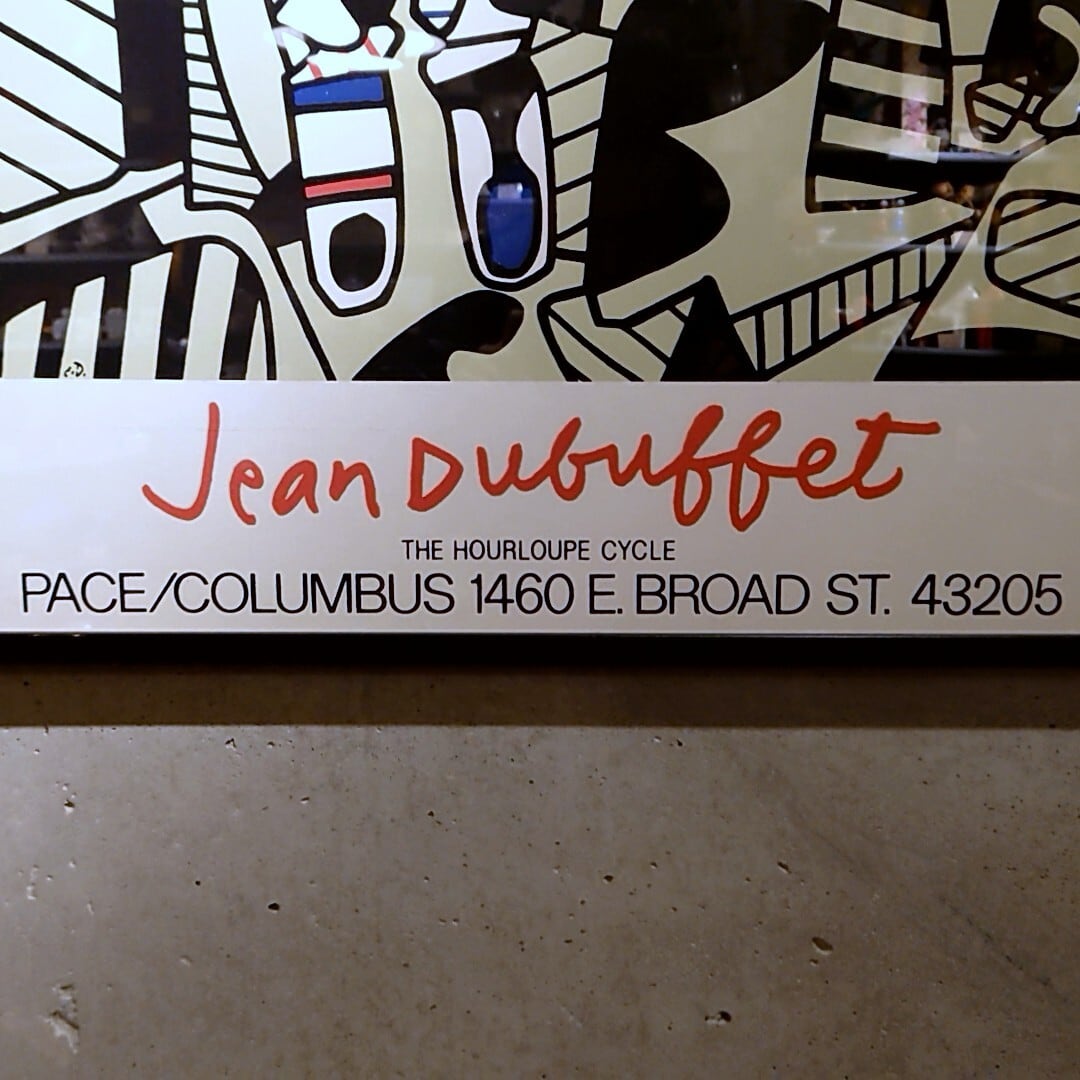 J.D.
Jean Dubuffet
THE HOURLOUPE CYCLE
PACE/COLUMBUS 1460 E. BROAD ST. 43205